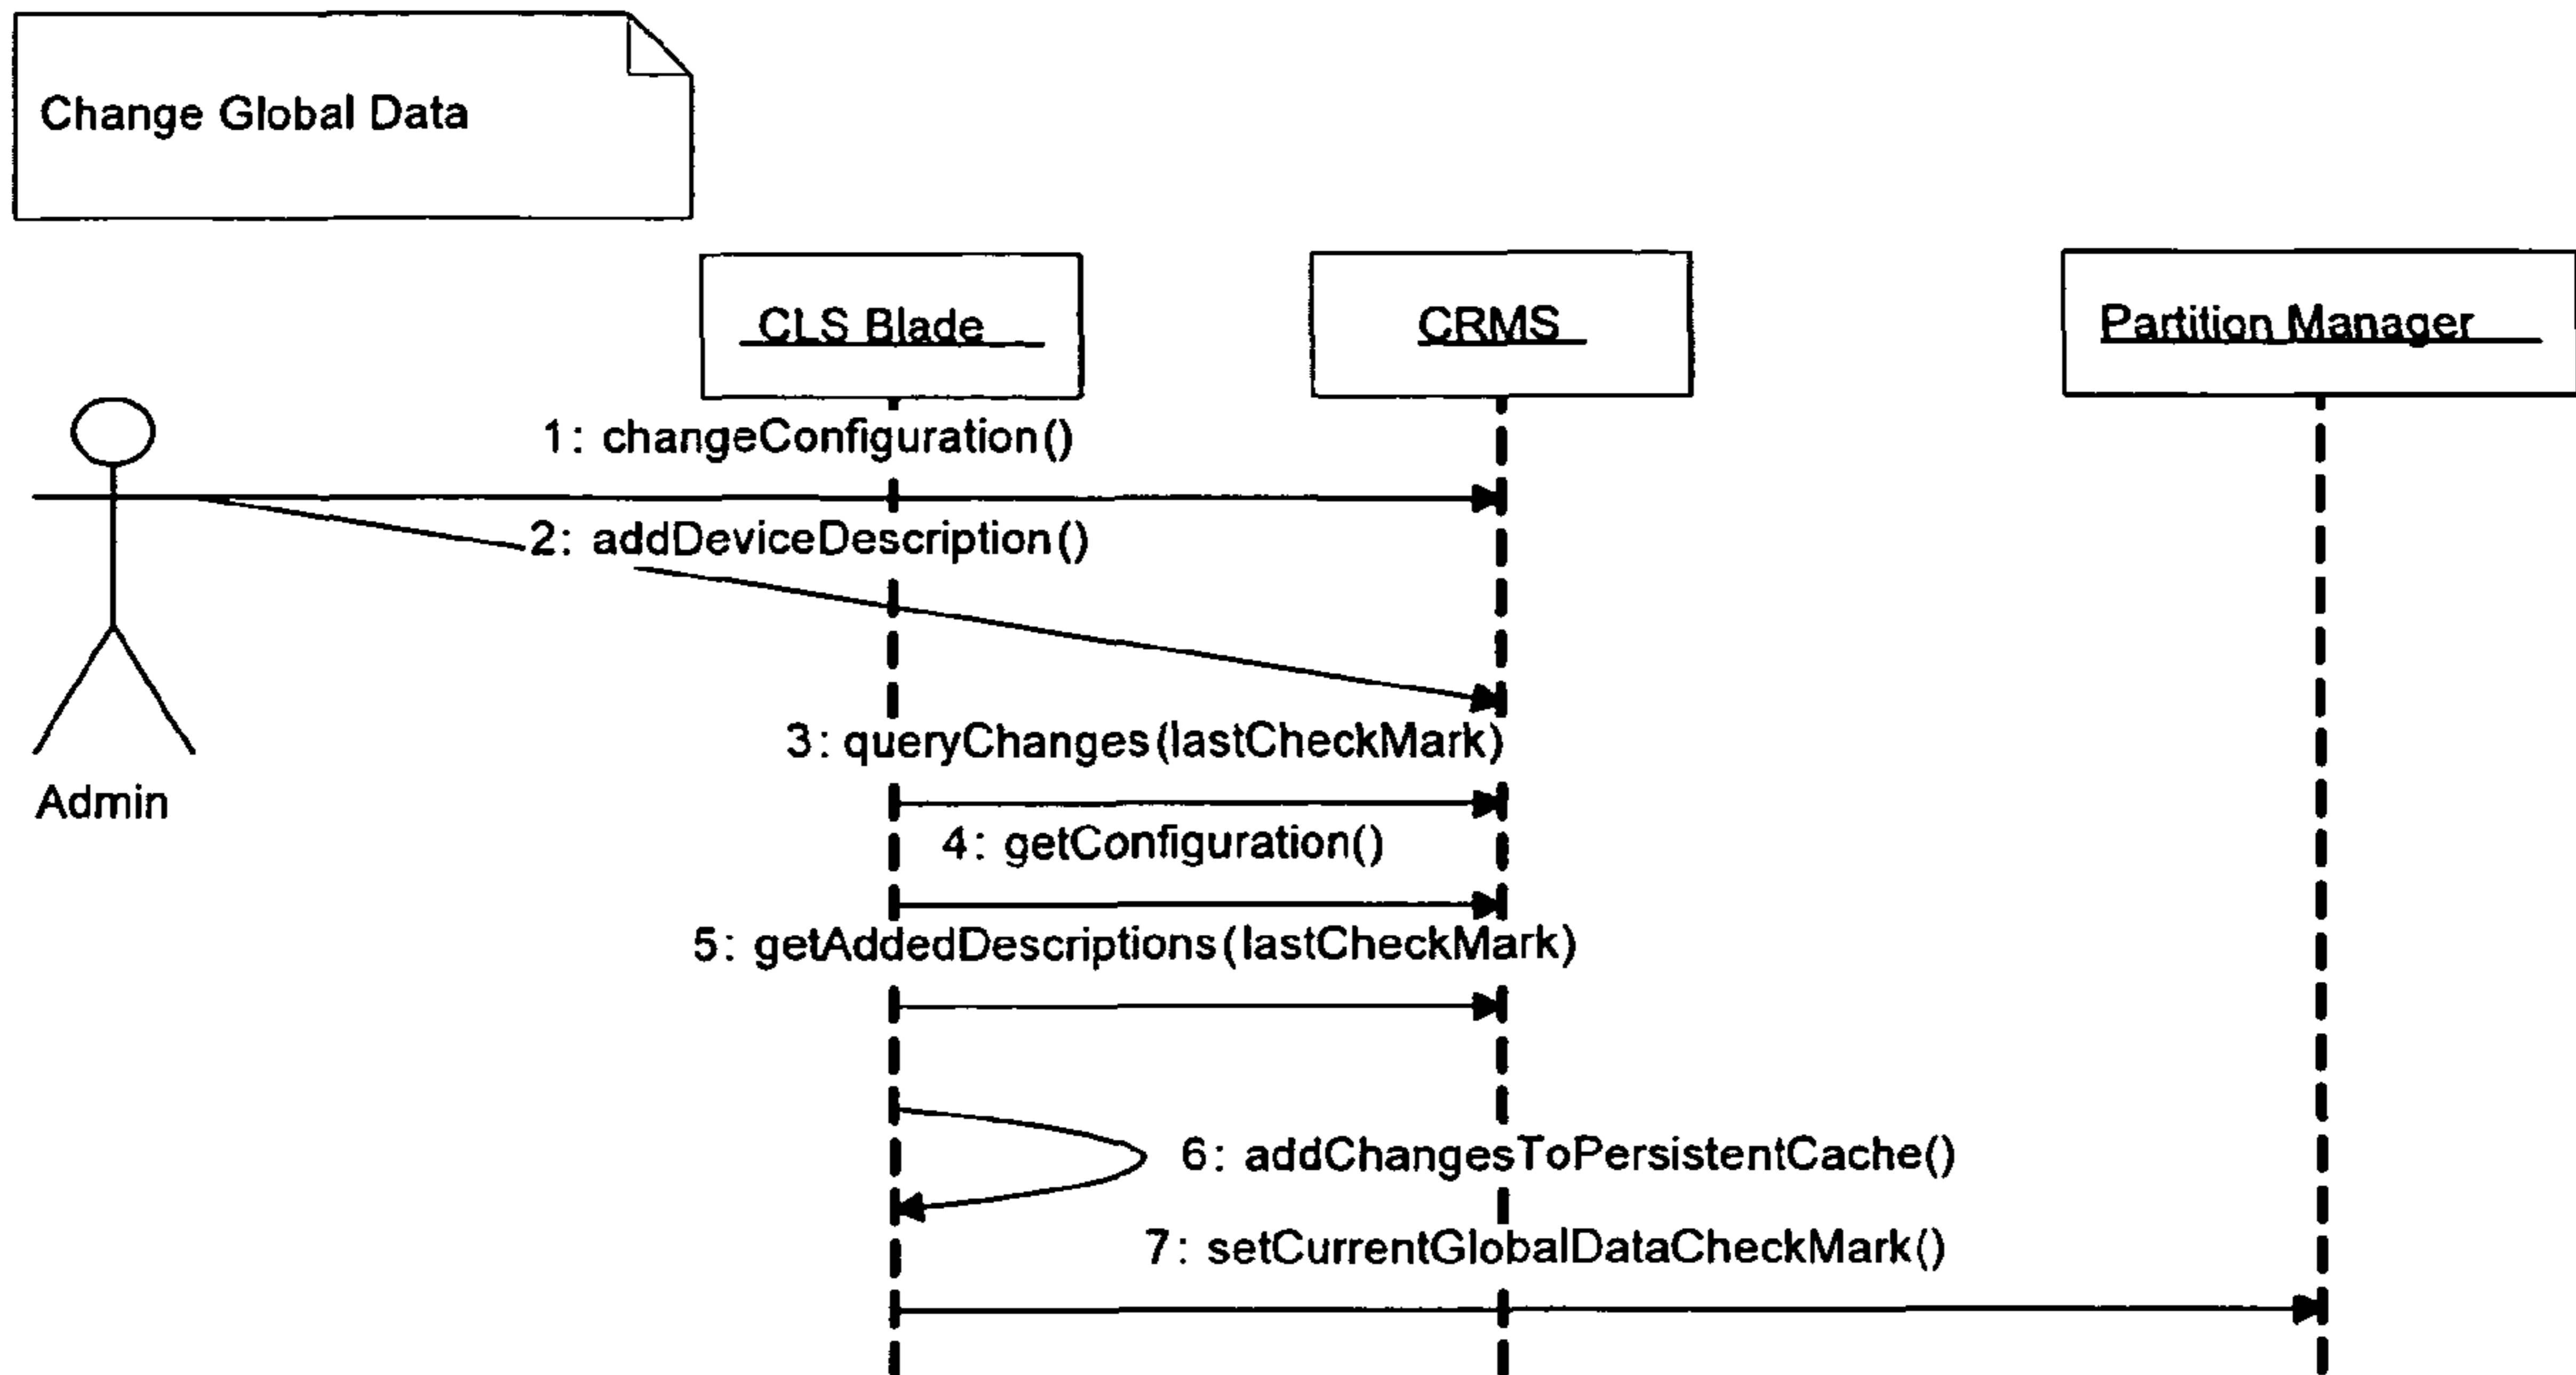 Change Global Data
CLS Blade
CRMS
Partition Manager
1: changeConfiguration()
2: addDeviceDescription()
3: queryChanges(lastCheckMark)
Admin
4: getConfiguration()
5: getAddedDescriptions(lastCheckMark)
6: addChangesToPersistentCache()
7: setCurrentGlobalDataCheckMark()